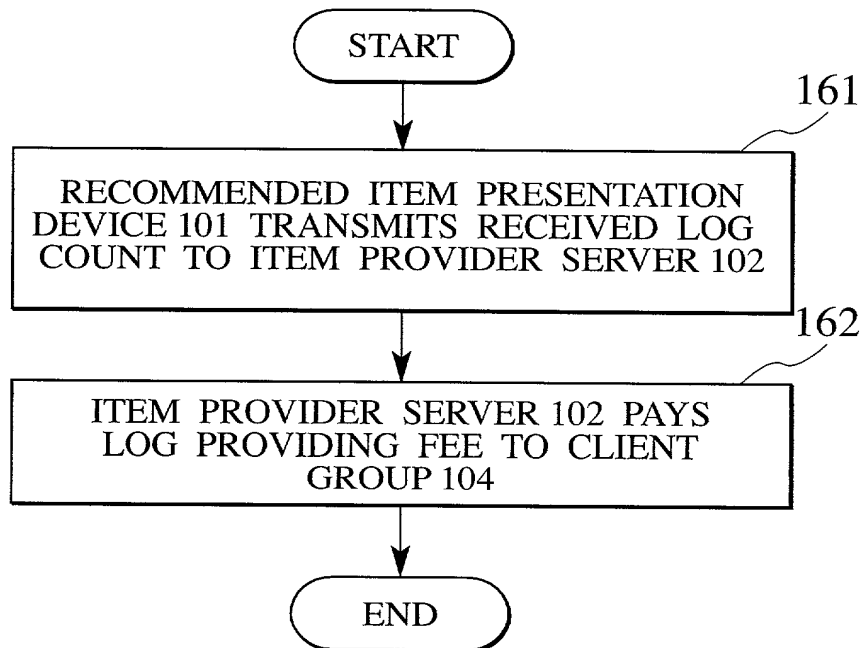 START
161
RECOMMENDED ITEM PRESENTATION
DEVICE 101 TRANSMITS RECEIVED LOG
COUNT TO ITEM PROVIDER SERVER 102
162
ITEM PROVIDER SERVER 102 PAYS
LOG PROVIDING FEE TO CLIENT
GROUP 104
END